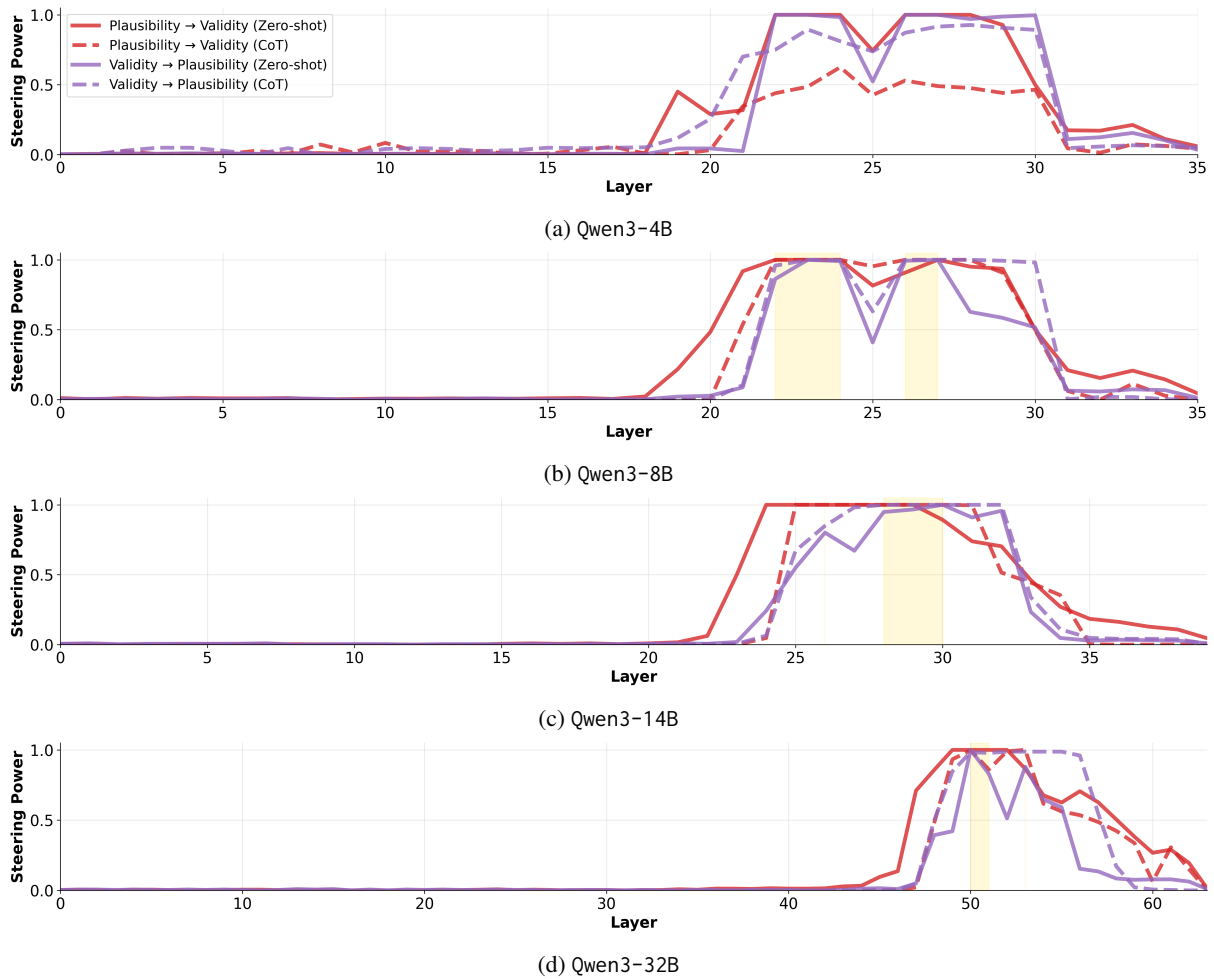 Plausibility → Validity (Zero-shot)
Plausibility → Validity (CoT)
Validity → Plausibility (Zero-shot)
Validity → Plausibility (CoT)
Steering Power
1.0
0.5
0.0
0 5 10 15 20 25 30 35
Layer
(a) Qwen3-4B
Steering Power
1.0
0.5
0.0
0 5 10 15 20 25 30 35
Layer
(b) Qwen3-8B
Steering Power
1.0
0.5
0.0
0 5 10 15 20 25 30 35
Layer
(c) Qwen3-14B
Steering Power
1.0
0.5
0.0
0 10 20 30 40 50 60
Layer
(d) Qwen3-32B